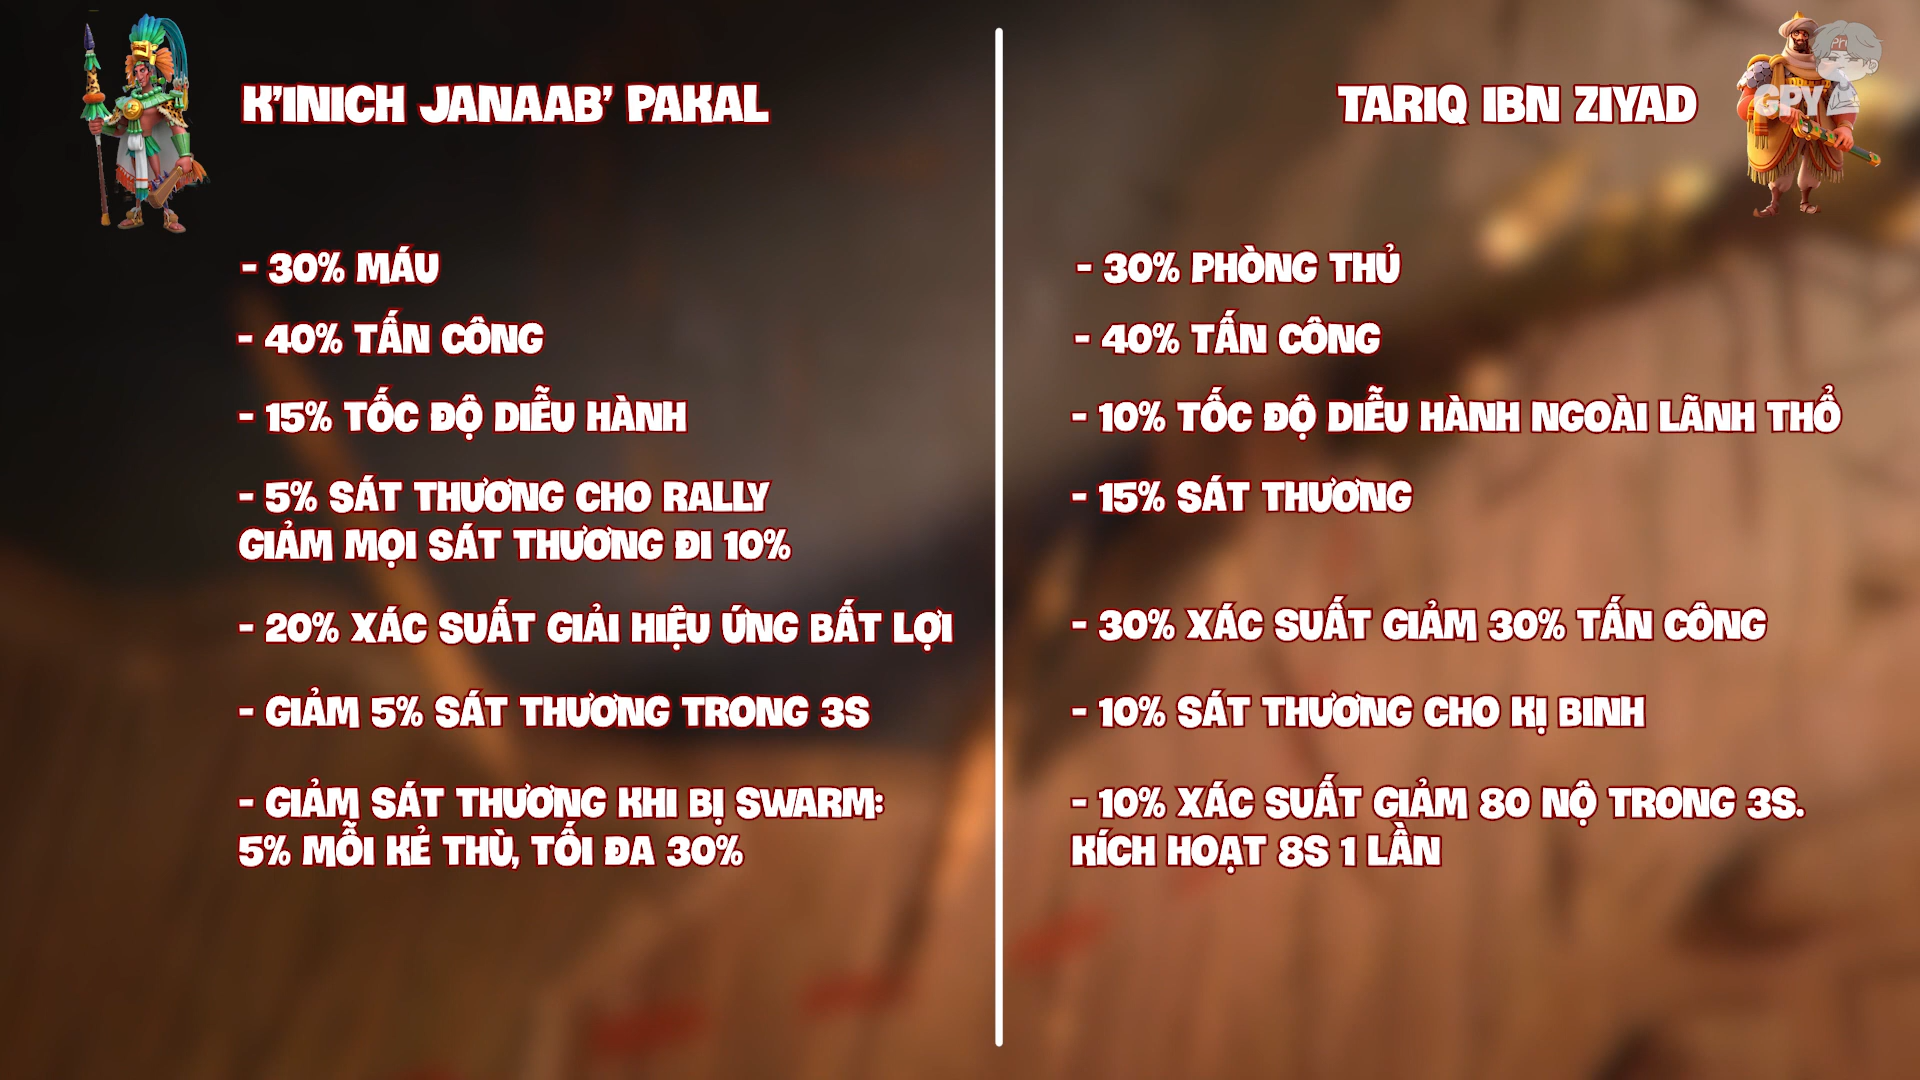 K'INICH JANAAB' PAKAL
- 30% MÁU
- 40% TẤN CÔNG
- 15% TỐC ĐỘ DIỄU HÀNH
- 5% SÁT THƯƠNG CHO RALLY
GIẢM MỌI SÁT THƯƠNG ĐI 10%
- 20% XÁC SUẤT GIẢI HIỆU ỨNG BẤT LỢI
- GIẢM 5% SÁT THƯƠNG TRONG 3S
- GIẢM SÁT THƯƠNG KHI BỊ SWARM:
5% MỖI KẺ THÙ, TỐI ĐA 30%
TARIQ IBN ZIYAD
GPY
- 30% PHÒNG THỦ
- 40% TẤN CÔNG
- 10% TỐC ĐỘ DIỄU HÀNH NGOÀI LÃNH THỔ
- 15% SÁT THƯƠNG
- 30% XÁC SUẤT GIẢM 30% TẤN CÔNG
- 10% SÁT THƯƠNG CHO KỊ BINH
- 10% XÁC SUẤT GIẢM 80 NỘ TRONG 3S.
KÍCH HOẠT 8S 1 LẦN